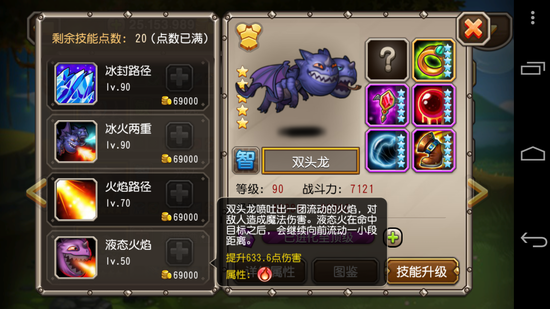 剩余技能点数：20（点数已满）
冰封路径
lv.90
69000
冰火两重
lv.90
69000
火焰路径
lv.70
69000
液态火焰
lv.50
69000
?
智
双头龙
等级：90 战斗力：7121
双头龙喷吐出一团流动的火焰，对
敌人造成魔法伤害。液态火在命中
目标之后，会继续向前流动一小段
距离。
提升633.6点伤害
属性：
属性
图鉴
技能升级